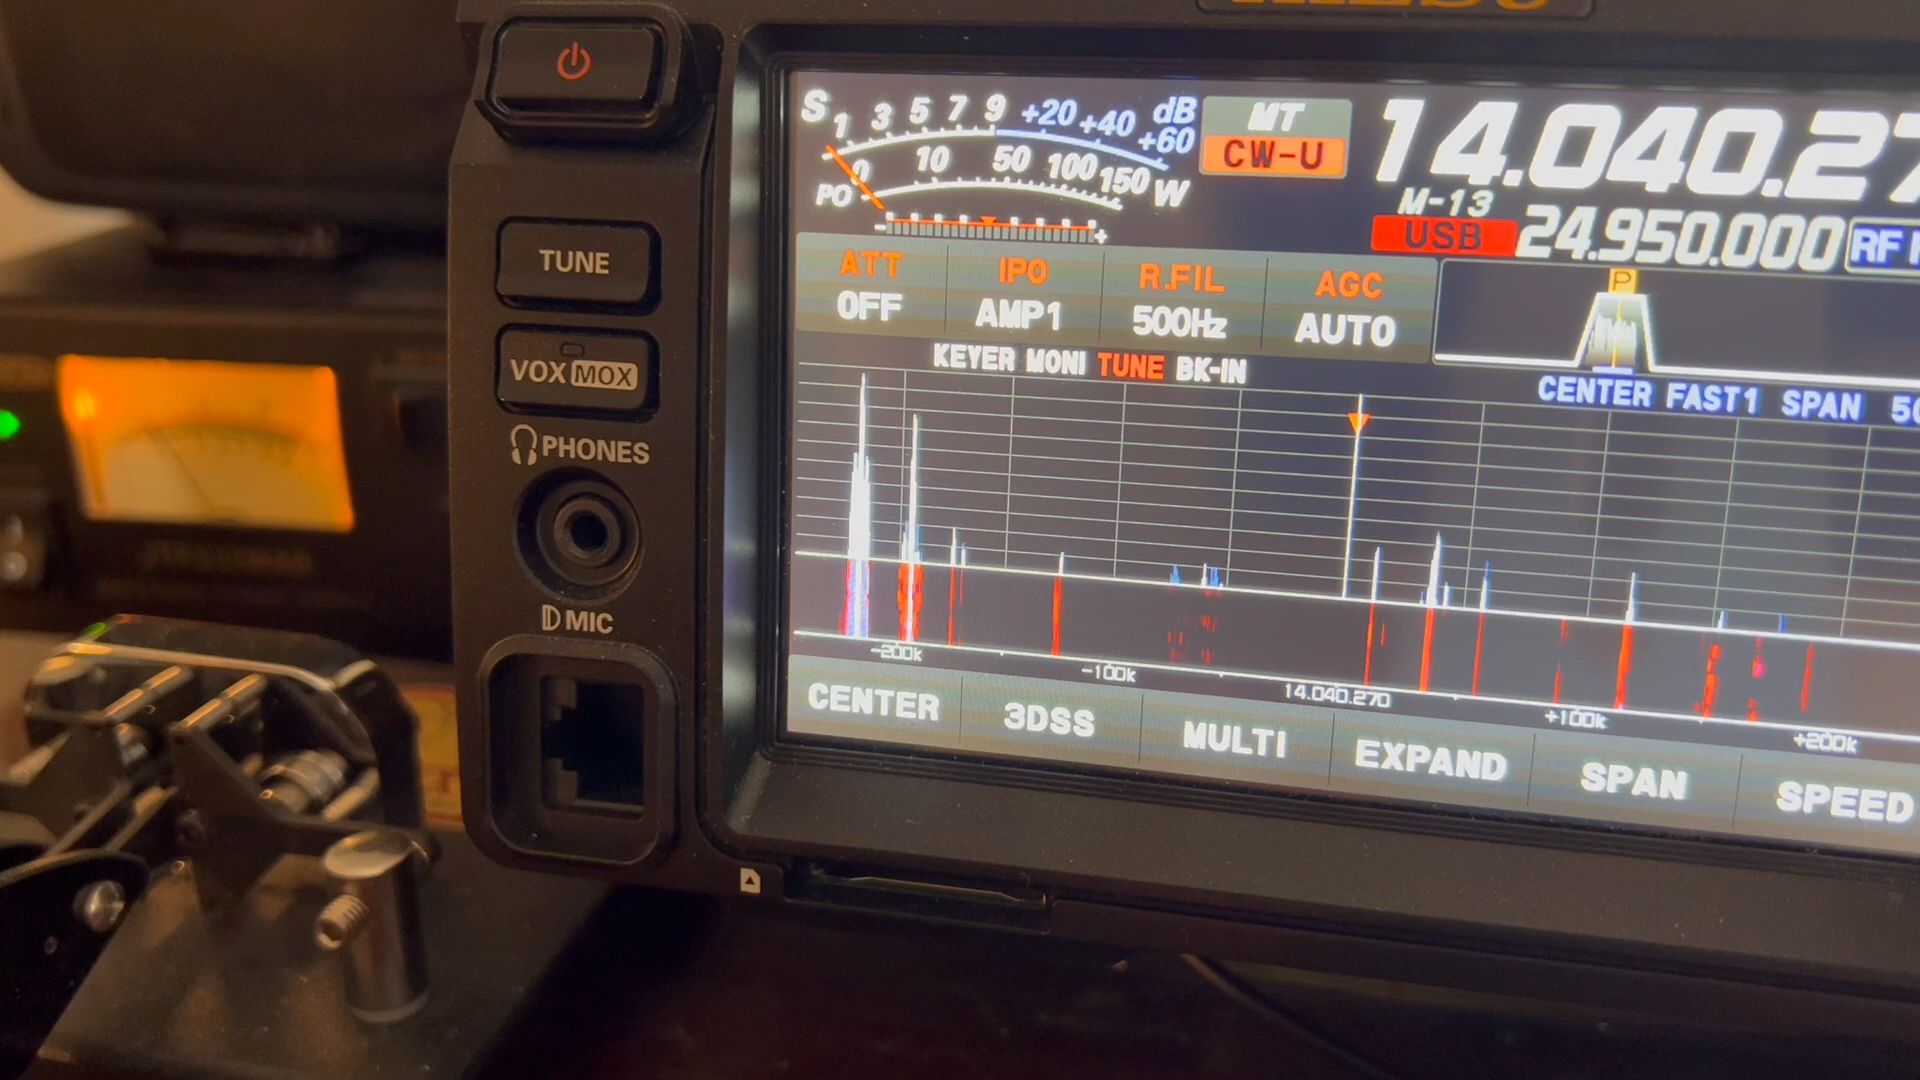 S 1 3 5 7 9 +20 +40 +60 dB
PO 0 10 50 100 150 W
- +
MT
CW-U
14.040.27
M-13
USB
24.950.000
TUNE
ATT
OFF
IPO
AMP1
R.FIL
500Hz
AGC
AUTO
P
VOX MOX
KEYER MONI TUNE BK-IN
CENTER FAST1 SPAN
PHONES
MIC
-200k
-100k
14.040.270
+100k
+200k
CENTER
3DSS
MULTI
EXPAND
SPAN
SPEED